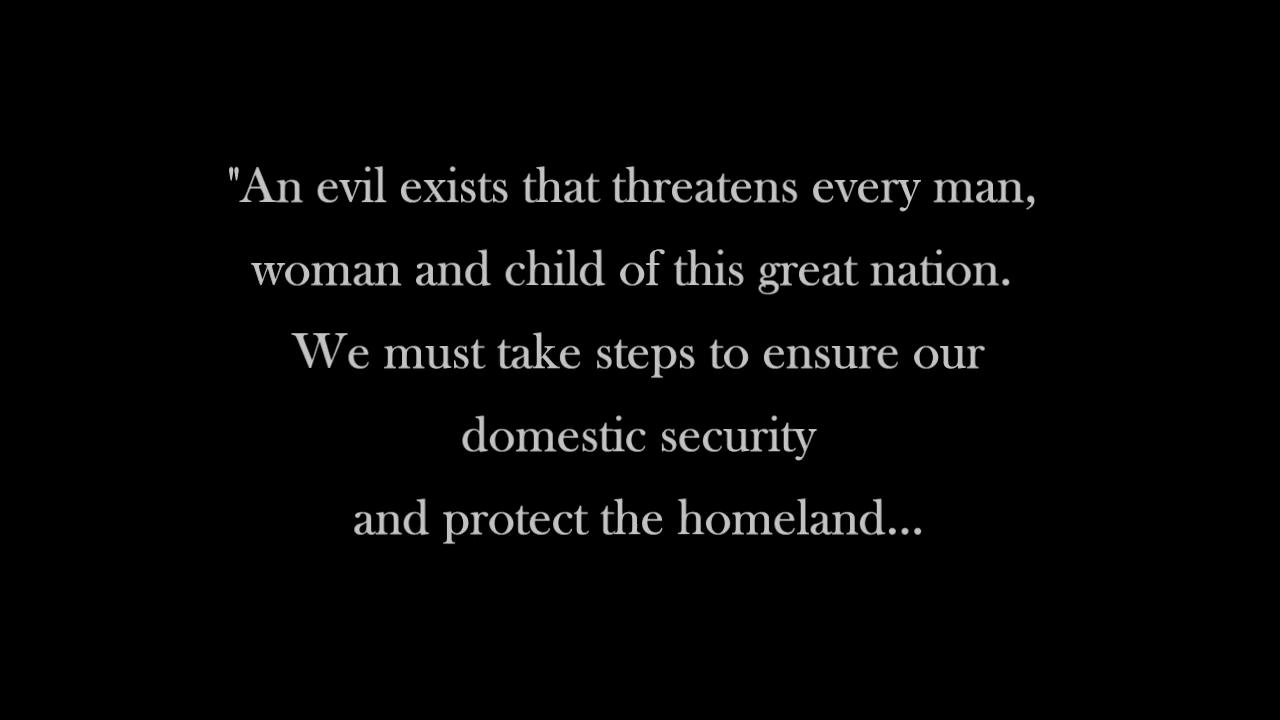 "An evil exists that threatens every man,
woman and child of this great nation.
We must take steps to ensure our
domestic security
and protect the homeland...